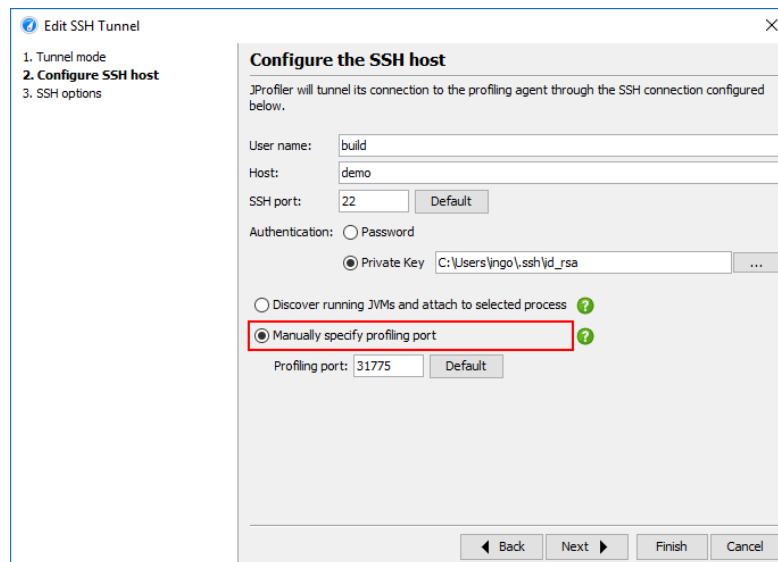 Edit SSH Tunnel
1. Tunnel mode
2. Configure SSH host
3. SSH options
Configure the SSH host
JProfiler will tunnel its connection to the profiling agent through the SSH connection configured
below.
User name: build
Host: demo
SSH port: 22 Default
Authentication: Password
Private Key C:\Users\ingo\.ssh\id_rsa ...
Discover running JVMs and attach to selected process ?
Manually specify profiling port ?
Profiling port: 31775 Default
Back Next Finish Cancel